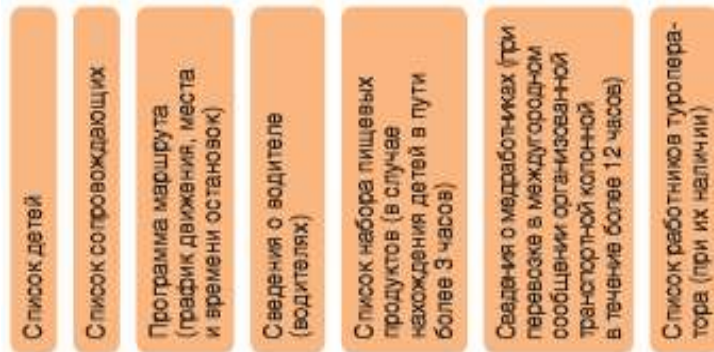 Список детей
Список сопровождающих
Программа маршрута
(график движения, места
и времени остановок)
Сведения о водителе
(водителях)
Список набора пищевых
продуктов (в случае
нахождения детей в пути
более 3 часов)
Сведения о медработниках (при
перевозке в междугородном
сообщении организованной
транспортной колонной
в течение более 12 часов)
Список работников туропера-
тора (при их наличии)